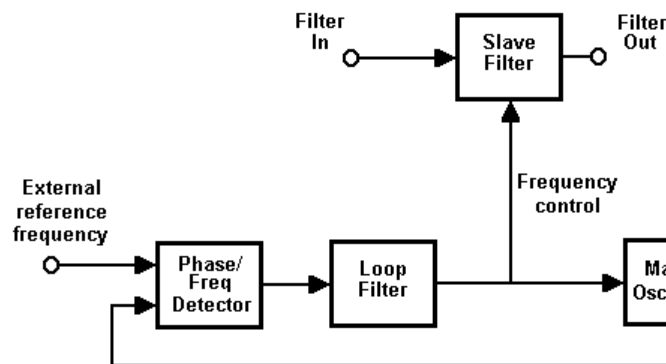 Filter
In
Slave
Filter
Filter
Out
Frequency
control
External
reference
frequency
Phase/
Freq
Detector
Loop
Filter